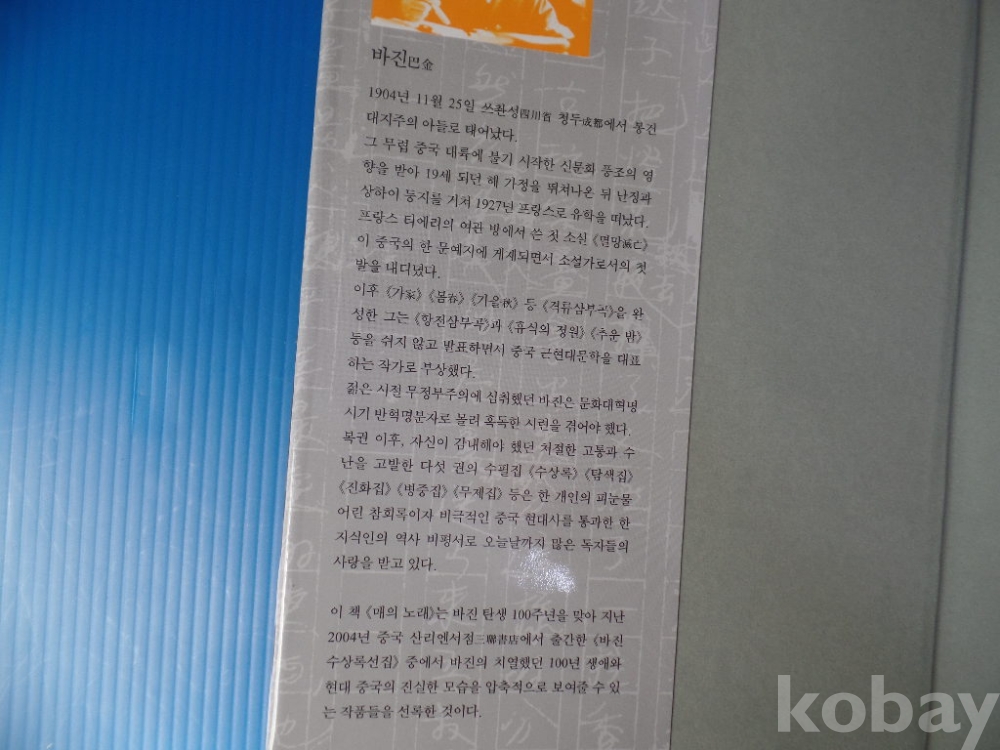 바진巴金
1904년 11월 25일 쓰촨성四川省 청두成都에서 봉건
대지주의 아들로 태어났다.
그 무렵 중국 대륙에 불기 시작한 신문화 풍조의 영
향을 받아 19세 되던 해 가정을 뛰쳐나온 뒤 난징과
상하이 등지를 거쳐 1927년 프랑스로 유학을 떠났다.
프랑스 티에리의 여관 방에서 쓴 첫 소설 《멸망滅亡》
이 중국의 한 문예지에 게재되면서 소설가로서의 첫
발을 내디뎠다.
이후 《가家》 《봄春》 《가을秋》 등 《격류삼부곡》을 완
성한 그는 《항전삼부곡》과 《휴식의 정원》 《추운 밤》
등을 쉬지 않고 발표하면서 중국 근현대문학을 대표
하는 작가로 부상했다.
젊은 시절 무정부주의에 심취했던 바진은 문화대혁명
시기 반혁명분자로 몰려 혹독한 시련을 겪어야 했다.
복권 이후, 자신이 감내해야 했던 처절한 고통과 수
난을 고발한 다섯 권의 수필집 《수상록》 《탐색집》
《진화집》 《병중집》 《무제집》 등은 한 개인의 피눈물
어린 참회록이자 비극적인 중국 현대사를 통과한 한
지식인의 역사 비평서로 오늘날까지 많은 독자들의
사랑을 받고 있다.
이 책 《매의 노래》는 바진 탄생 100주년을 맞아 지난
2004년 중국 산리엔서점三聯書店에서 출간한 《바진
수상록선집》 중에서 바진의 치열했던 100년 생애와
현대 중국의 진실한 모습을 압축적으로 보여줄 수 있
는 작품들을 선록한 것이다.
kobay